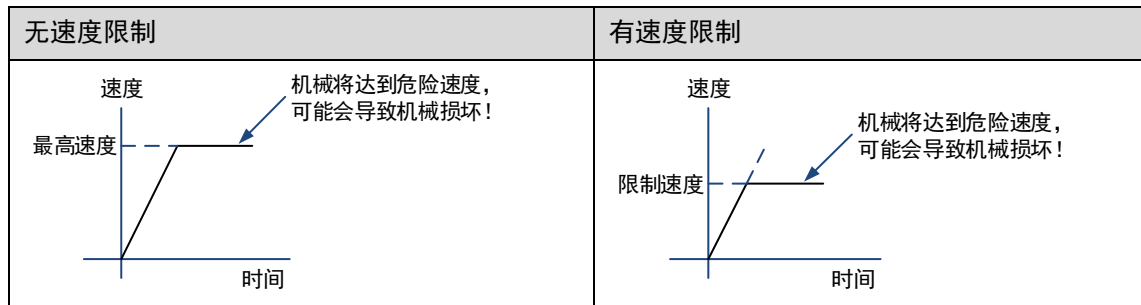 无速度限制
有速度限制
速度
机械将达到危险速度，
可能会导致机械损坏！
最高速度
时间
速度
机械将达到危险速度，
可能会导致机械损坏！
限制速度
时间